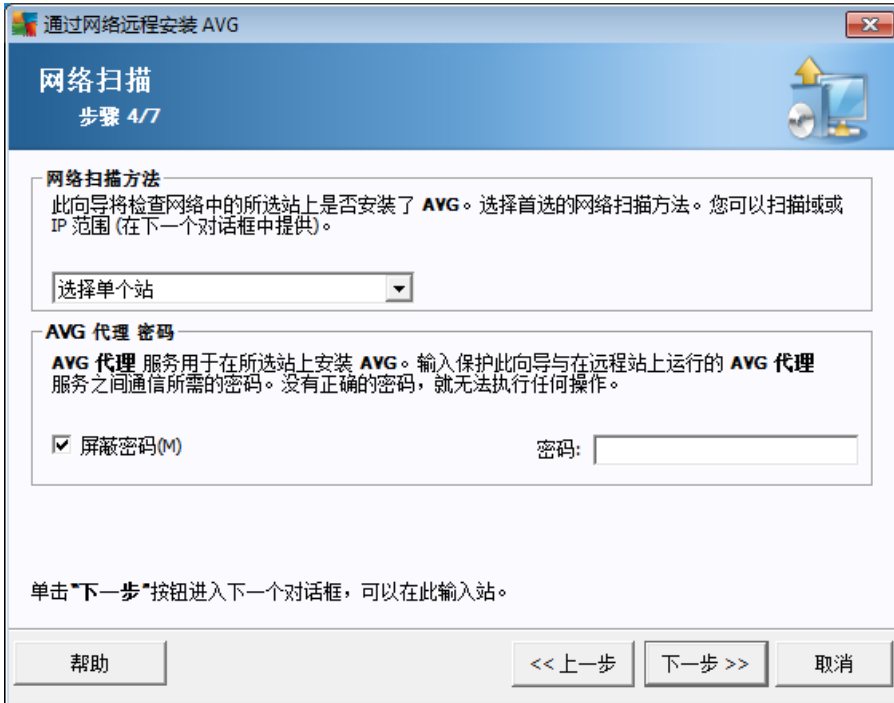 通过网络远程安装 AVG
网络扫描
步骤 4/7
网络扫描方法
此向导将检查网络中的所选站上是否安装了 AVG。选择首选的网络扫描方法。您可以扫描域或
IP 范围 (在下一个对话框中提供)。
选择单个站
AVG 代理 密码
AVG 代理 服务用于在所选站上安装 AVG。输入保护此向导与在远程站上运行的 AVG 代理
服务之间通信所需的密码。没有正确的密码，就无法执行任何操作。
屏蔽密码(M)
密码:
单击"下一步"按钮进入下一个对话框，可以在此输入站。
帮助
<< 上一步
下一步 >>
取消